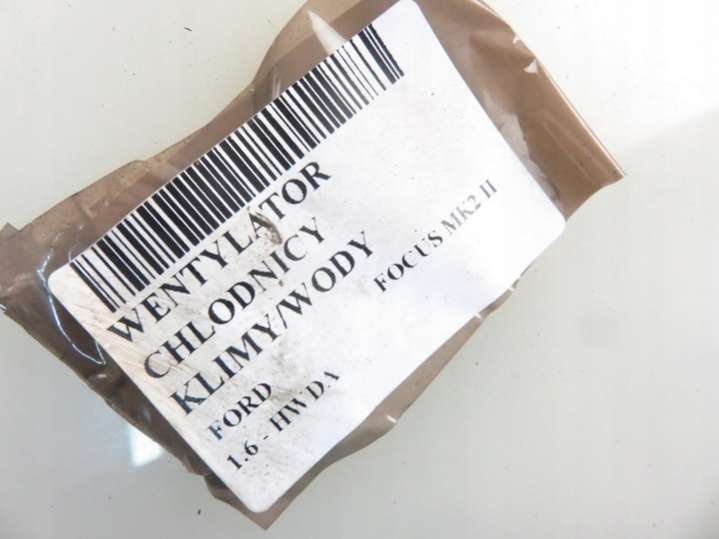 WENTYLATOR
CHLODNICY
KLIMY/WODY
FORD
FOCUS MK2 II
1.6 - HWDA